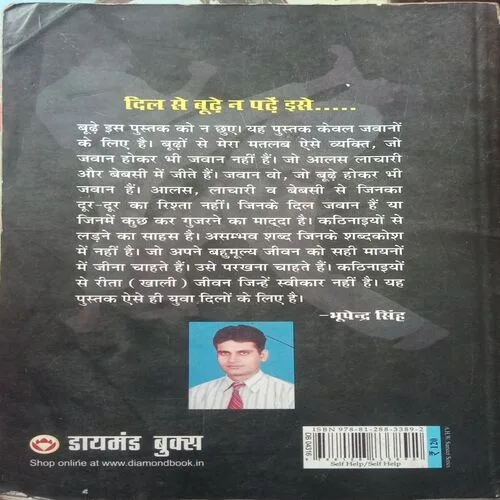 दिल से बूढ़े न पढ़ें इसे.....
बूढ़े इस पुस्तक को न छुए। यह पुस्तक केवल जवानों
के लिए है। बूढ़ों से मेरा मतलब ऐसे व्यक्ति, जो
जवान होकर भी जवान नहीं हैं। जो आलस लाचारी
और बेबसी में जीते हैं। जवान वो, जो बूढ़े होकर भी
जवान हैं। आलस, लाचारी व बेबसी से जिनका
दूर-दूर का रिश्ता नहीं। जिनके दिल जवान हैं या
जिनमें कुछ कर गुजरने का माद्दा है। कठिनाइयों से
लड़ने का साहस है। असम्भव शब्द जिनके शब्दकोश
में नहीं है। जो अपने बहुमूल्य जीवन को सही मायनों
में जीना चाहते हैं। उसे परखना चाहते हैं। कठिनाइयों
से रीता (खाली) जीवन जिन्हें स्वीकार नहीं है। यह
पुस्तक ऐसे ही युवा दिलों के लिए है।
-भूपेन्द्र सिंह
डायमंड बुक्स
Shop online at www.diamondbook.in
ISBN 978-81-288-3389-2
Self Help/Self Help
₹ 120